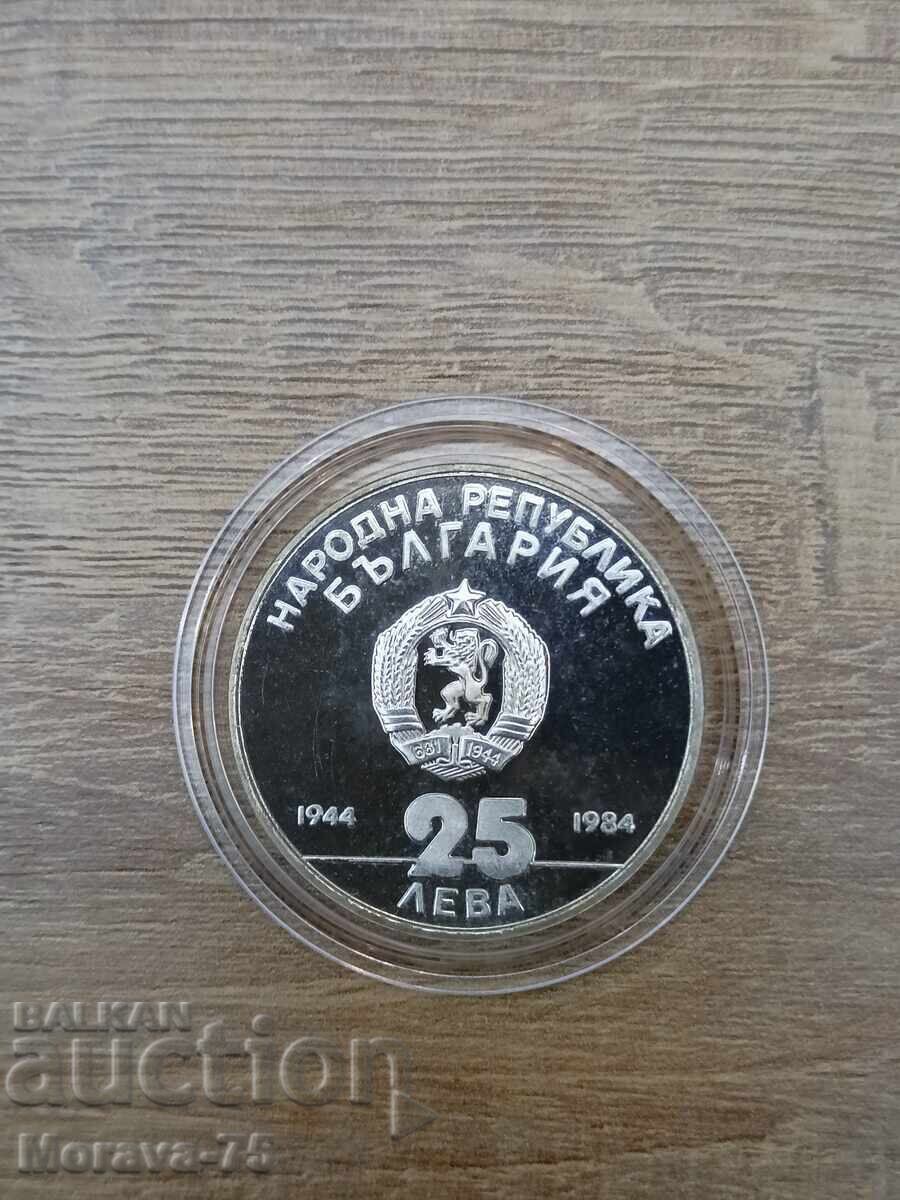 НАРОДНА РЕПУБЛИКА
БЪЛГАРИЯ
681 1944
1944 1984
25
ЛЕВА
BALKAN
auction
Morava-75